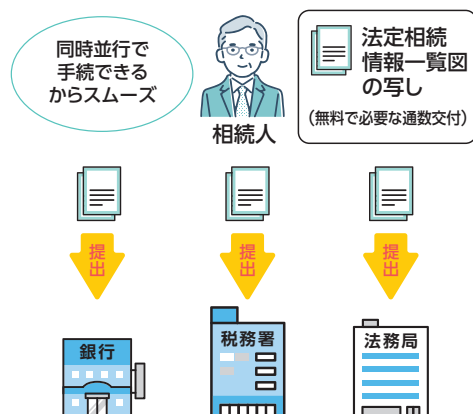 同時並行で
手続できる
からスムーズ
相続人
法定相続
情報一覧図
の写し
（無料で必要な通数交付）
提出
提出
提出
銀行
税務署
法務局